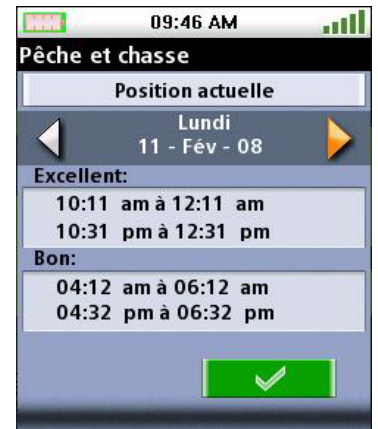 09:46 AM
Pêche et chasse
Position actuelle
Lundi
11 - Fév - 08
Excellent:
10:11 am à 12:11 am
10:31 pm à 12:31 pm
Bon:
04:12 am à 06:12 am
04:32 pm à 06:32 pm